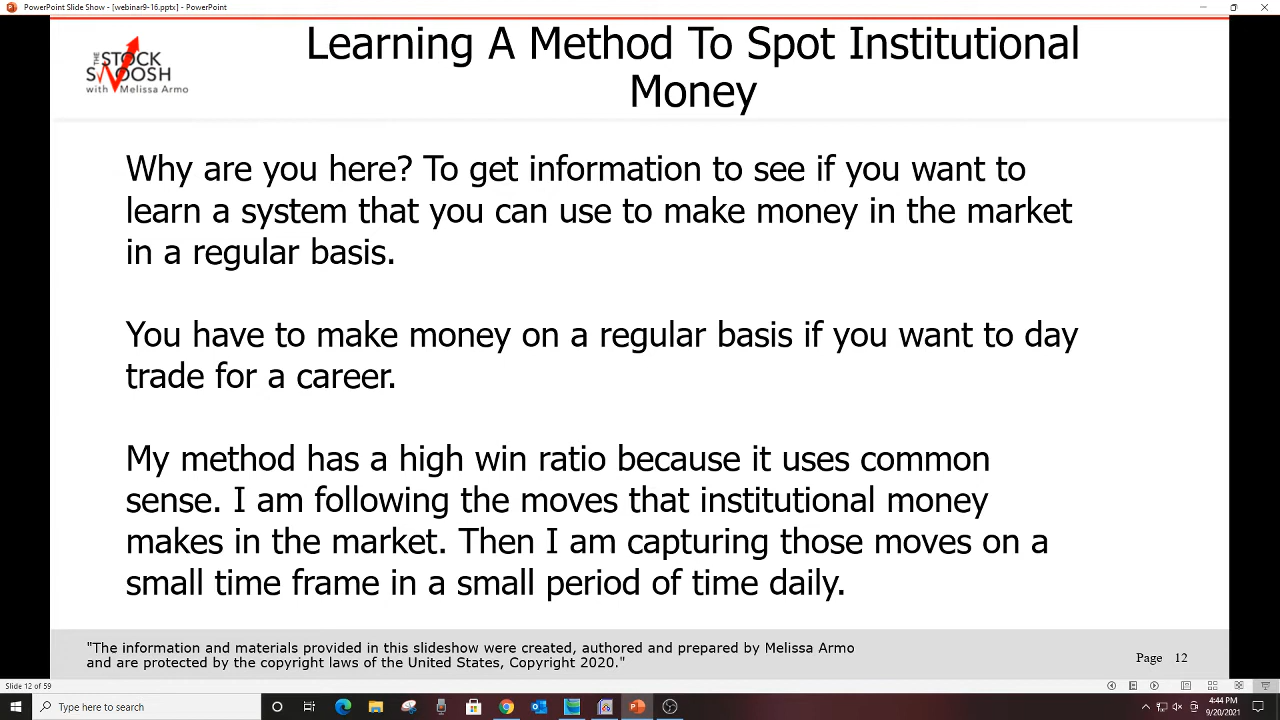 PowerPoint Slide Show - [webinar9-16.pptx] - PowerPoint
THE
STOCK
SWOOSH
with Melissa Armo
Learning A Method To Spot Institutional
Money
Why are you here? To get information to see if you want to
learn a system that you can use to make money in the market
in a regular basis.
You have to make money on a regular basis if you want to day
trade for a career.
My method has a high win ratio because it uses common
sense. I am following the moves that institutional money
makes in the market. Then I am capturing those moves on a
small time frame in a small period of time daily.
"The information and materials provided in this slideshow were created, authored and prepared by Melissa Armo
and are protected by the copyright laws of the United States, Copyright 2020."
Page 12
Slide 12 of 59
Type here to search
4:44 PM
9/20/2021